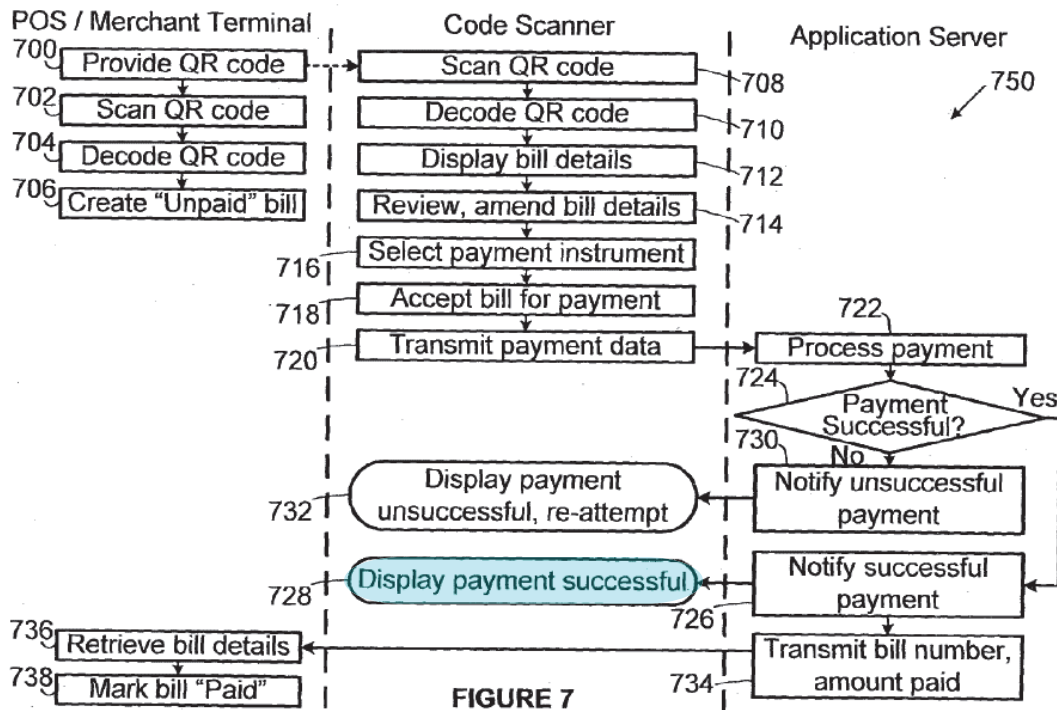 POS / Merchant Terminal
Code Scanner
Application Server
700
Provide QR code
Scan QR code
708
750
702
Scan QR code
Decode QR code
710
704
Decode QR code
Display bill details
712
706
Create “Unpaid” bill
Review, amend bill details
714
716
Select payment instrument
718
Accept bill for payment
722
720
Transmit payment data
Process payment
724
Payment
Successful?
Yes
730
No
732
Display payment
unsuccessful, re-attempt
Notify unsuccessful
payment
728
Display payment successful
Notify successful
payment
726
736
Retrieve bill details
Transmit bill number,
amount paid
734
738
Mark bill “Paid”
FIGURE 7